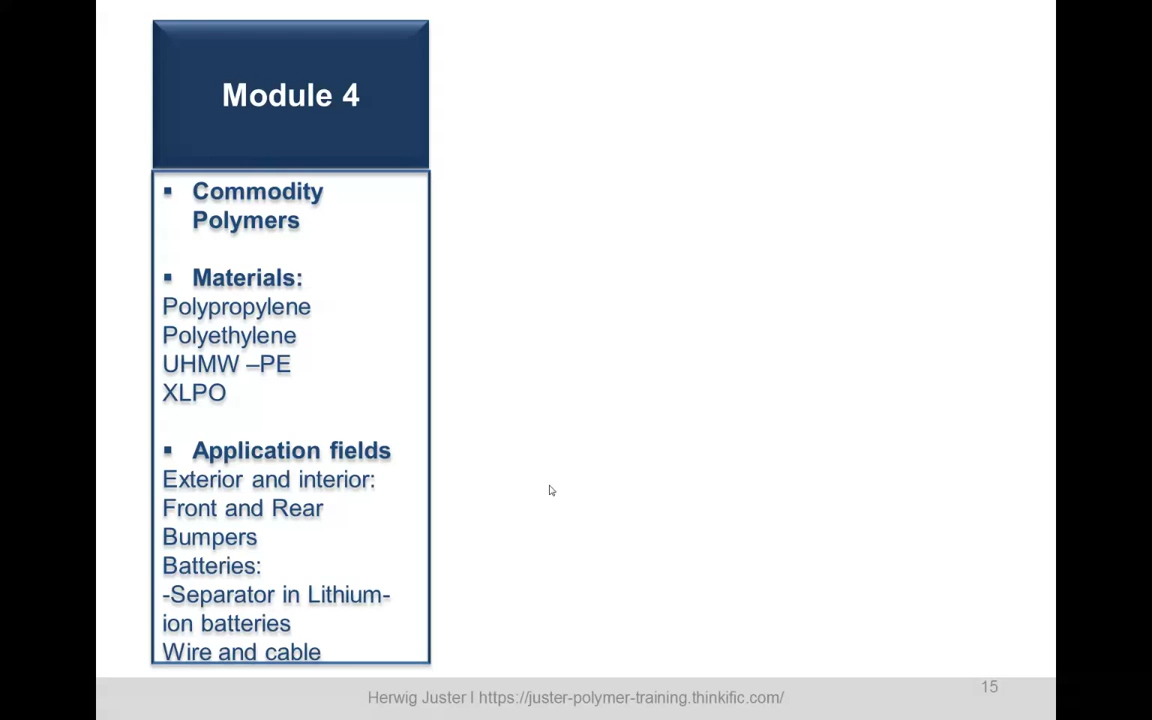 Module 4
▪ Commodity
Polymers
▪ Materials:
Polypropylene
Polyethylene
UHMW –PE
XLPO
▪ Application fields
Exterior and interior:
Front and Rear
Bumpers
Batteries:
-Separator in Lithium-
ion batteries
Wire and cable
Herwig Juster I https://juster-polymer-training.thinkific.com/
15